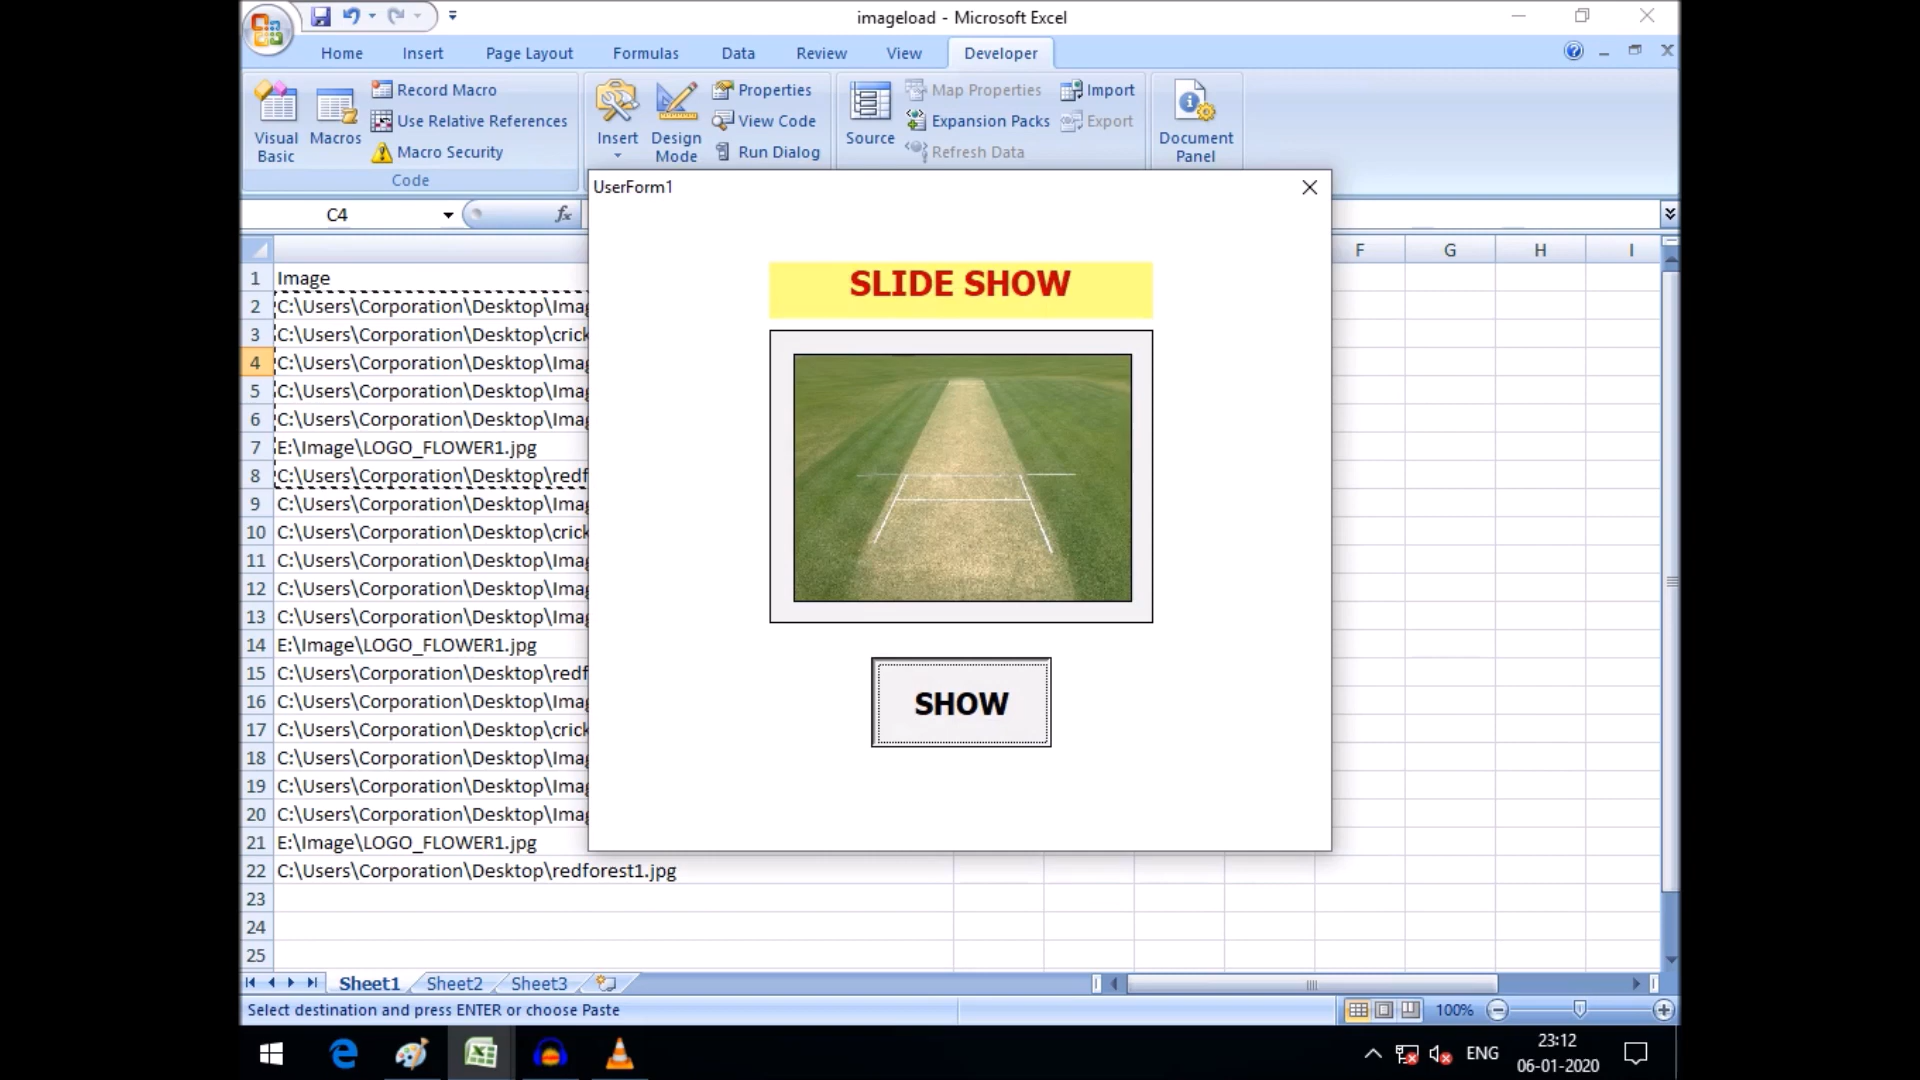 imageload - Microsoft Excel
Home Insert Page Layout Formulas Data Review View Developer
Visual Basic
Macros
Record Macro
Use Relative References
Macro Security
Code
Insert
Design Mode
Properties
View Code
Run Dialog
Source
Map Properties
Expansion Packs
Refresh Data
Import
Export
Document Panel
C4
fx
UserForm1
SLIDE SHOW
SHOW
F G H I
1 Image
2 C:\Users\Corporation\Desktop\Imag
3 C:\Users\Corporation\Desktop\crick
4 C:\Users\Corporation\Desktop\Imag
5 C:\Users\Corporation\Desktop\Imag
6 C:\Users\Corporation\Desktop\Imag
7 E:\Image\LOGO_FLOWER1.jpg
8 C:\Users\Corporation\Desktop\redf
9 C:\Users\Corporation\Desktop\Imag
10 C:\Users\Corporation\Desktop\crick
11 C:\Users\Corporation\Desktop\Imag
12 C:\Users\Corporation\Desktop\Imag
13 C:\Users\Corporation\Desktop\Imag
14 E:\Image\LOGO_FLOWER1.jpg
15 C:\Users\Corporation\Desktop\redf
16 C:\Users\Corporation\Desktop\Imag
17 C:\Users\Corporation\Desktop\crick
18 C:\Users\Corporation\Desktop\Imag
19 C:\Users\Corporation\Desktop\Imag
20 C:\Users\Corporation\Desktop\Imag
21 E:\Image\LOGO_FLOWER1.jpg
22 C:\Users\Corporation\Desktop\redforest1.jpg
23
24
25
Sheet1 Sheet2 Sheet3
Select destination and press ENTER or choose Paste
100%
ENG
23:12
06-01-2020